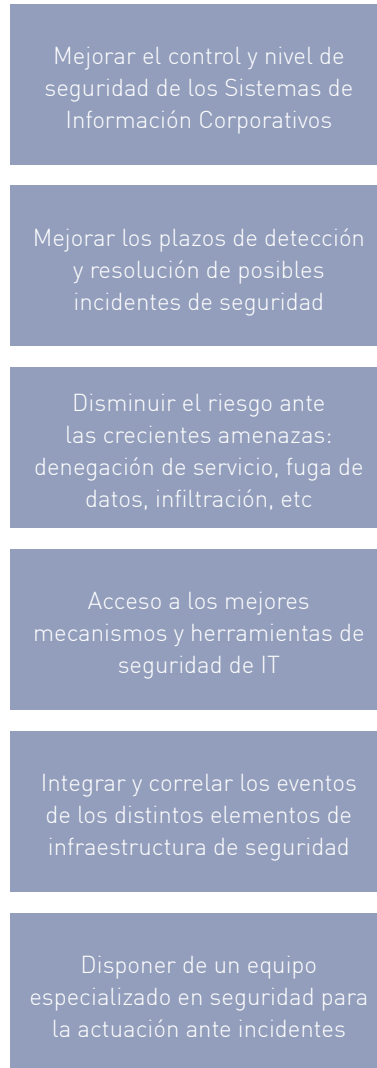 Mejorar el control y nivel de
seguridad de los Sistemas de
Información Corporativos
Mejorar los plazos de detección
y resolución de posibles
incidentes de seguridad
Disminuir el riesgo ante
las crecientes amenazas:
denegación de servicio, fuga de
datos, infiltración, etc
Acceso a los mejores
mecanismos y herramientas de
seguridad de IT
Integrar y correlar los eventos
de los distintos elementos de
infraestructura de seguridad
Disponer de un equipo
especializado en seguridad para
la actuación ante incidentes